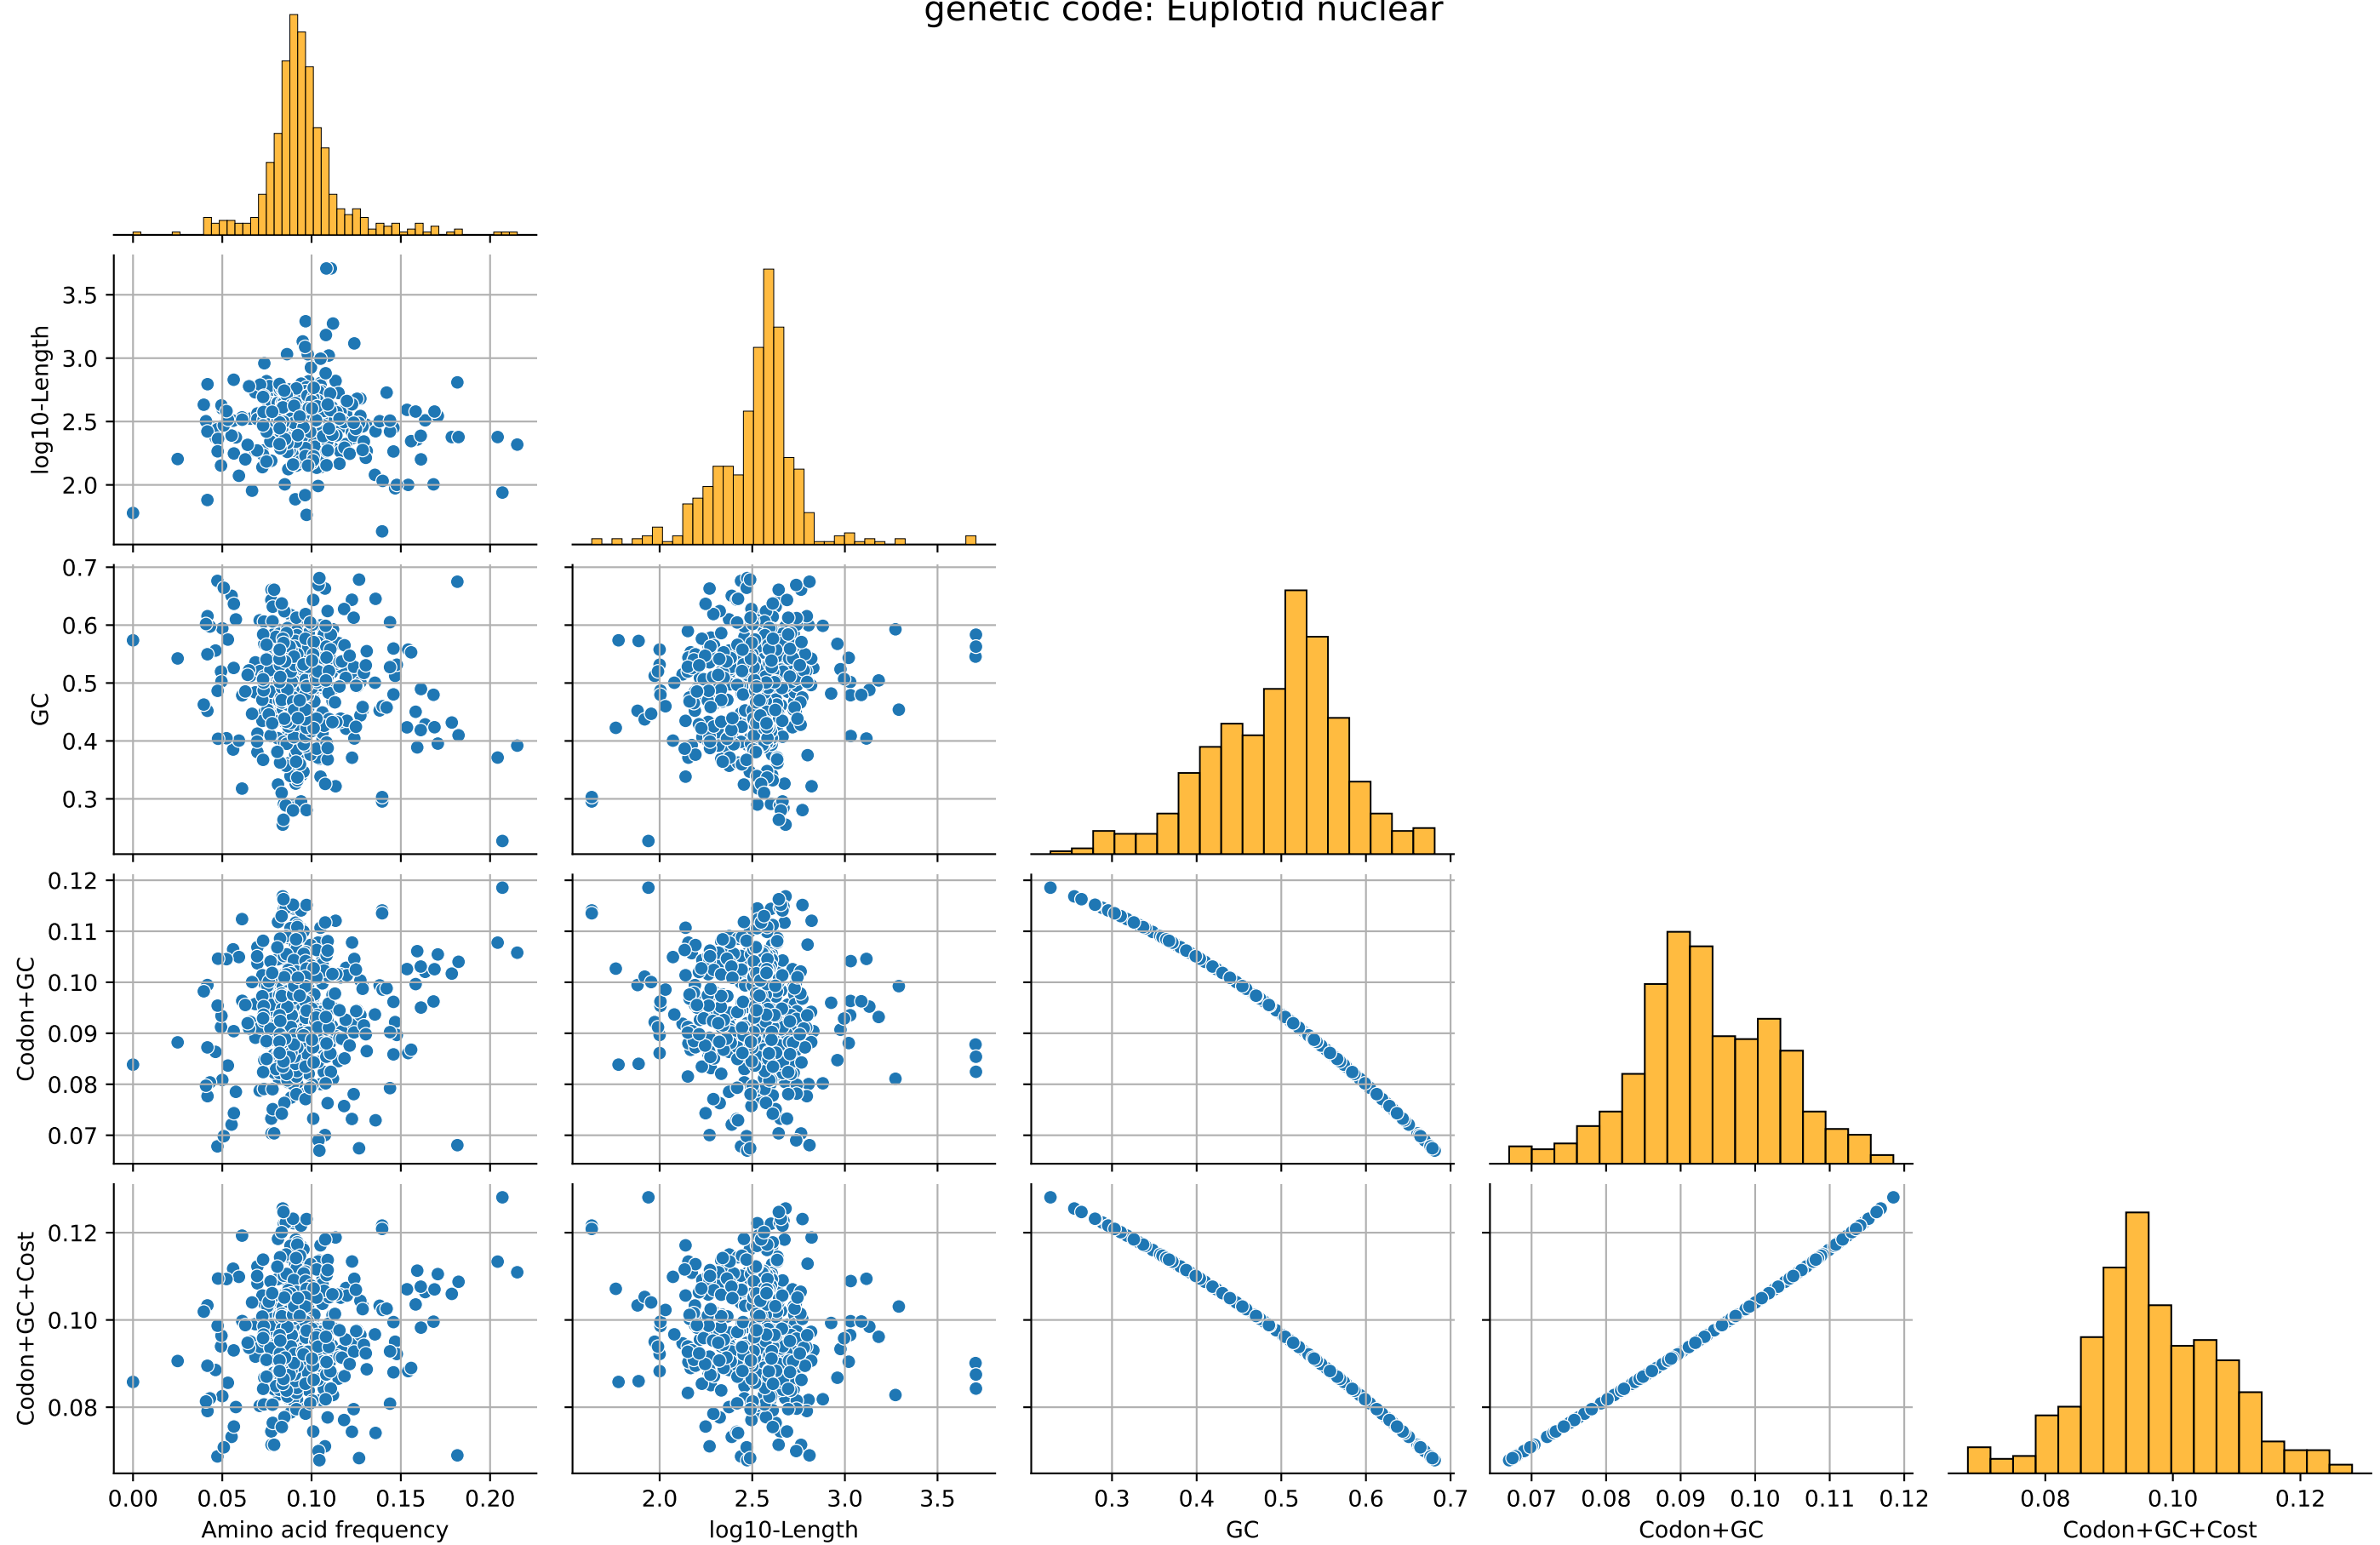 genetic code: Euplotid nuclear
3.5
3.0
2.5
2.0
log10-Length
0.7
0.6
0.5
0.4
0.3
GC
0.12
0.11
0.10
0.09
0.08
0.07
Codon+GC
0.12
0.10
0.08
Codon+GC+Cost
0.00 0.05 0.10 0.15 0.20
2.0 2.5 3.0 3.5
0.3 0.4 0.5 0.6 0.7
0.07 0.08 0.09 0.10 0.11 0.12
0.08 0.10 0.12
Amino acid frequency
log10-Length
GC
Codon+GC
Codon+GC+Cost